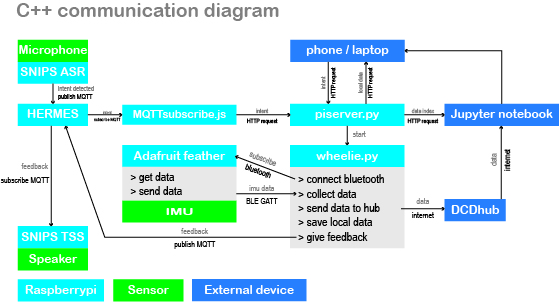 C++ communication diagram
Microphone
SNIPS ASR
phone / laptop
intent detected
publish MQTT
intent
HTTP request
local data
HTTP request
HERMES
intent
subscribe MQTT
MQTTsubscribe.js
intent
HTTP request
piserver.py
data index
HTTP request
Jupyter notebook
start
feedback
subscribe MQTT
Adafruit feather
> get data
> send data
IMU
subscribe
bluetooth
imu data
BLE GATT
wheelie.py
> connect bluetooth
> collect data
> send data to hub
> save local data
> give feedback
data
internet
data
internet
DCDhub
feedback
publish MQTT
SNIPS TSS
Speaker
Raspberrypi
Sensor
External device